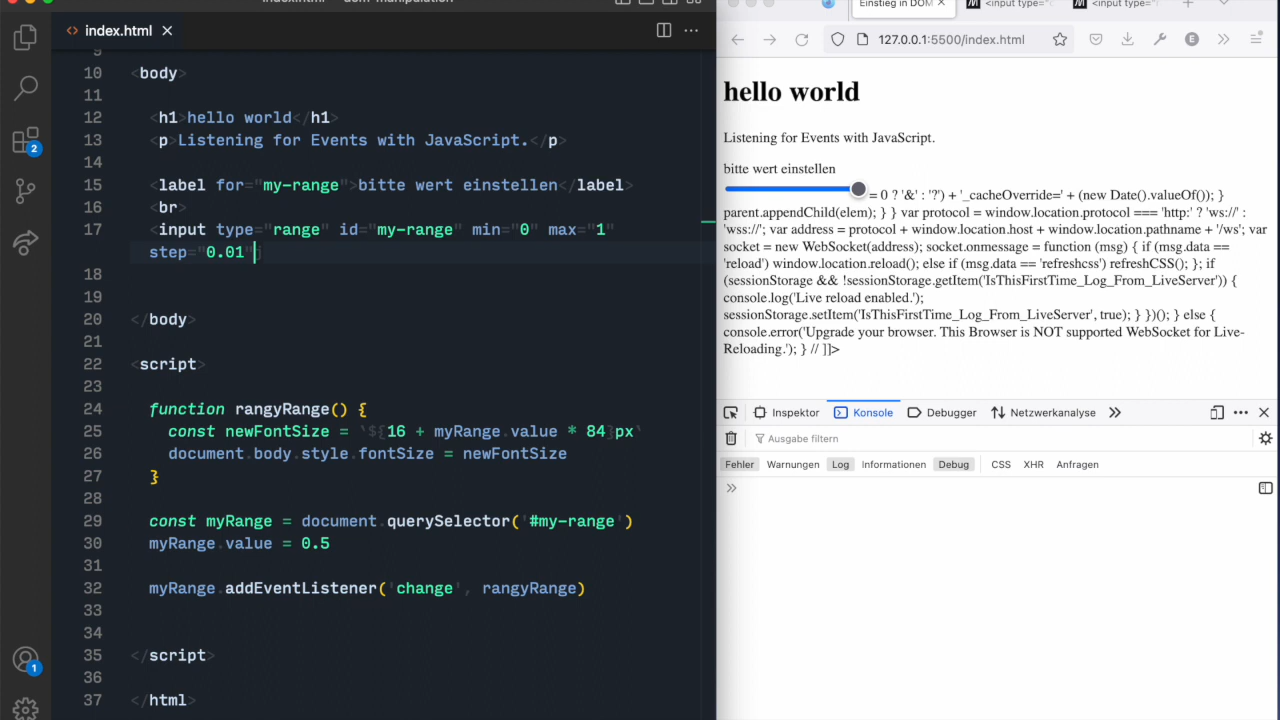 index.html
10 <body>
11
12 <h1>hello world</h1>
13 <p>Listening for Events with JavaScript.</p>
14
15 <label for="my-range">bitte wert einstellen</label>
16 <br>
17 <input type="range" id="my-range" min="0" max="1"
step="0.01"
18
19
20 </body>
21
22 <script>
23
24 function rangyRange() {
25 const newFontSize = `${16 + myRange.value * 84}px`
26 document.body.style.fontSize = newFontSize
27 }
28
29 const myRange = document.querySelector('#my-range')
30 myRange.value = 0.5
31
32 myRange.addEventListener('change', rangyRange)
33
34
35 </script>
36
37 </html>
2
1
Einstieg in DOM
<input type="
<input type="
127.0.0.1:5500/index.html
E
hello world
Listening for Events with JavaScript.
bitte wert einstellen
= 0 ? '&' : '?') + '_cacheOverride=' + (new Date().valueOf()); }
parent.appendChild(elem); } } var protocol = window.location.protocol === 'http:' ? 'ws://' :
'wss://'; var address = protocol + window.location.host + window.location.pathname + '/ws'; var
socket = new WebSocket(address); socket.onmessage = function (msg) { if (msg.data ==
'reload') window.location.reload(); else if (msg.data == 'refreshcss') refreshCSS(); }; if
(sessionStorage && !sessionStorage.getItem('IsThisFirstTime_Log_From_LiveServer')) {
console.log('Live reload enabled.');
sessionStorage.setItem('IsThisFirstTime_Log_From_LiveServer', true); } })(); } else {
console.error('Upgrade your browser. This Browser is NOT supported WebSocket for Live-
Reloading.'); } // ]]>
Inspektor Konsole Debugger Netzwerkanalyse
Ausgabe filtern
Fehler Warnungen Log Informationen Debug CSS XHR Anfragen